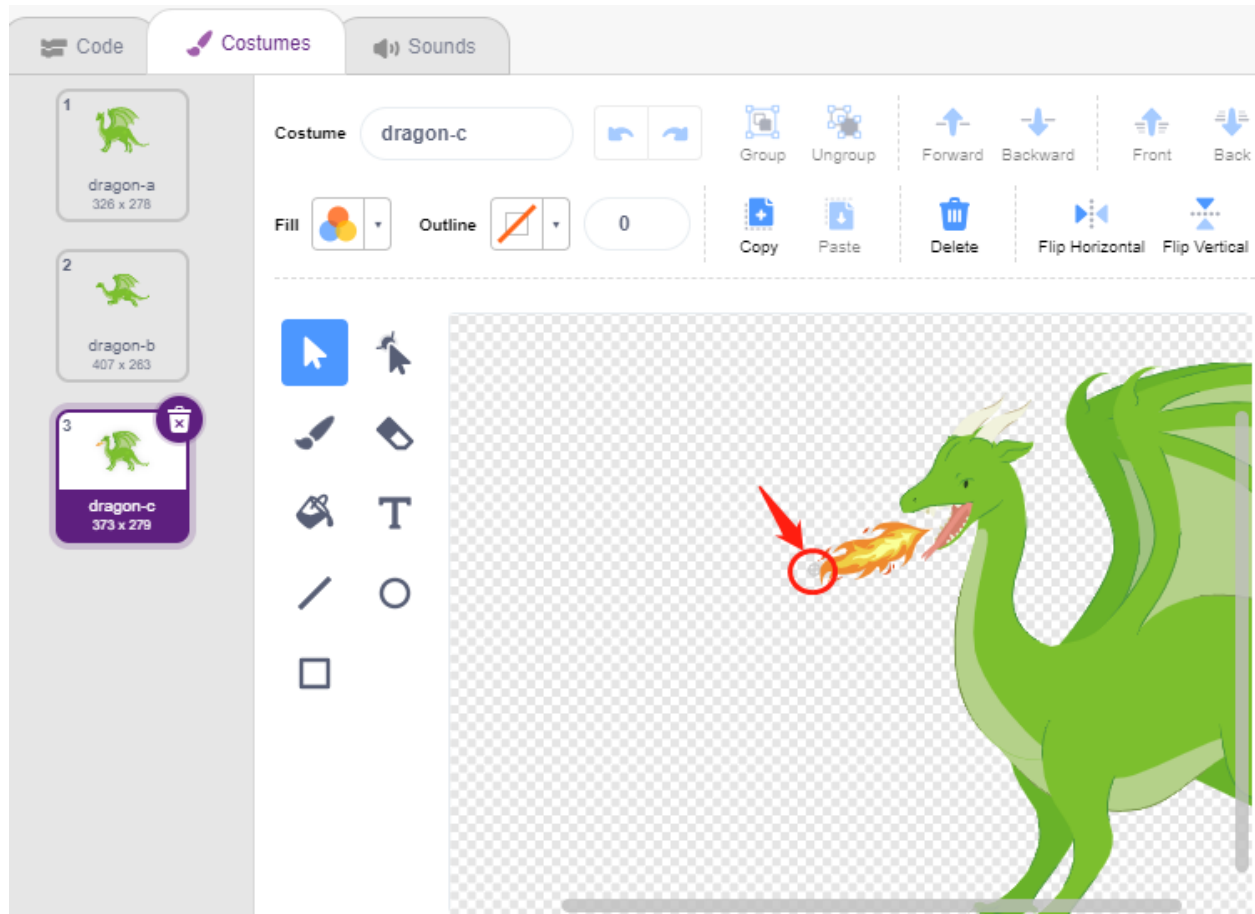 Code
Costumes
Sounds
1
dragon-a
326 x 278
2
dragon-b
407 x 263
3
dragon-c
373 x 279
Costume
dragon-c
Group
Ungroup
Forward
Backward
Front
Back
Fill
Outline
0
Copy
Paste
Delete
Flip Horizontal
Flip Vertical
T